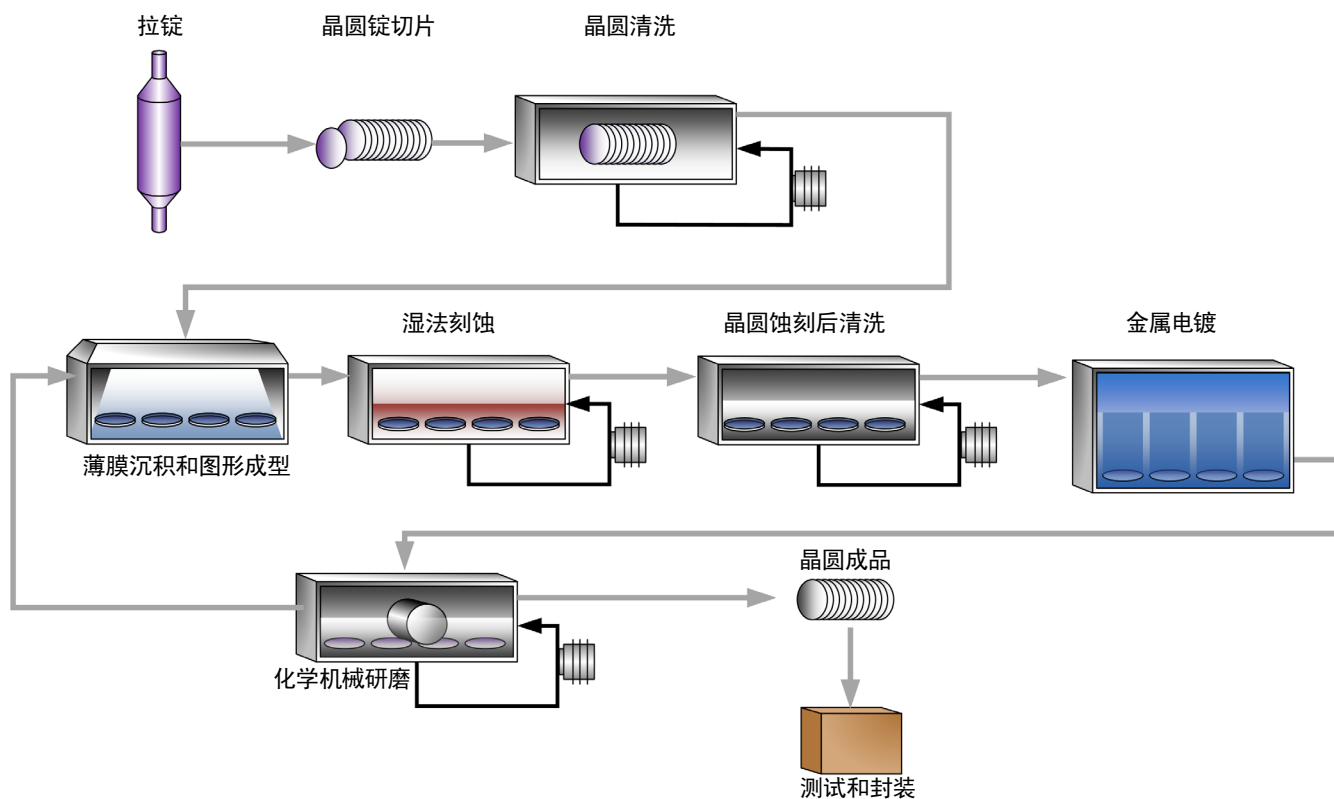 拉锭
晶圆锭切片
晶圆清洗
湿法刻蚀
晶圆蚀刻后清洗
金属电镀
薄膜沉积和图形成型
晶圆成品
化学机械研磨
测试和封装